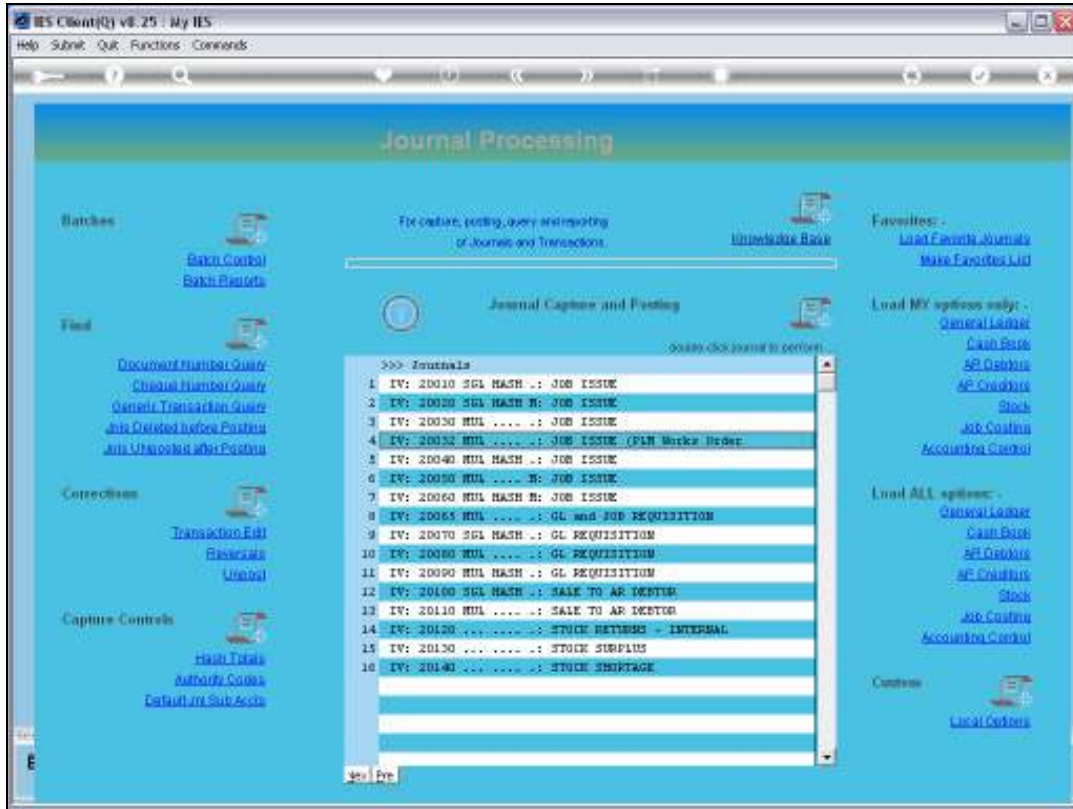 IES Client(Q) v8.25 : My IES
Help Submit Quit Functions Commands
Journal Processing
Batches
Batch Control
Batch Reports
Find
Document Number Query
Cheque Number Query
Generic Transaction Query
Jnls Deleted before Posting
Jnls Unposted after Posting
Corrections
Transaction Edit
Reversals
Unpost
Capture Controls
Hash Totals
Authority Codes
Default Jnl Sub Accts
For capture, posting, query and reporting
of Journals and Transactions.
Knowledge Base
Journal Capture and Posting
double-click journal to perform
>>> Journals
1 IV: 20010 SGL HASH .: JOB ISSUE
2 IV: 20020 SGL HASH M: JOB ISSUE
3 IV: 20030 MUL .... .: JOB ISSUE
4 IV: 20032 MUL .... .: JOB ISSUE (PLM Works Order
5 IV: 20040 MUL HASH .: JOB ISSUE
6 IV: 20050 MUL .... M: JOB ISSUE
7 IV: 20060 MUL HASH M: JOB ISSUE
8 IV: 20065 MUL .... .: GL and JOB REQUISITION
9 IV: 20070 SGL HASH .: GL REQUISITION
10 IV: 20080 MUL .... .: GL REQUISITION
11 IV: 20090 MUL HASH .: GL REQUISITION
12 IV: 20100 SGL HASH .: SALE TO AR DEBTOR
13 IV: 20110 MUL .... .: SALE TO AR DEBTOR
14 IV: 20120 ... .... .: STOCK RETURNS - INTERNAL
15 IV: 20130 ... .... .: STOCK SURPLUS
16 IV: 20140 ... .... .: STOCK SHORTAGE
Nex Pre
Favorites: -
Load Favorite Journals
Make Favorites List
Load MY options only: -
General Ledger
Cash Book
AR Debtors
AP Creditors
Stock
Job Costing
Accounting Control
Load ALL options: -
General Ledger
Cash Book
AR Debtors
AP Creditors
Stock
Job Costing
Accounting Control
Custom
Local Options